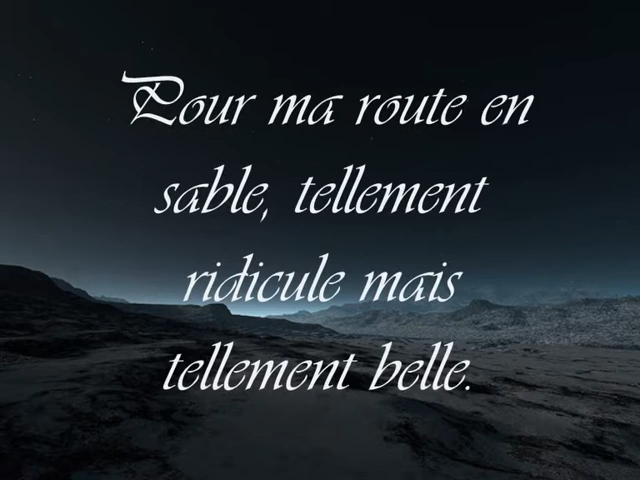 Pour ma route en
sable, tellement
ridicule mais
tellement belle.